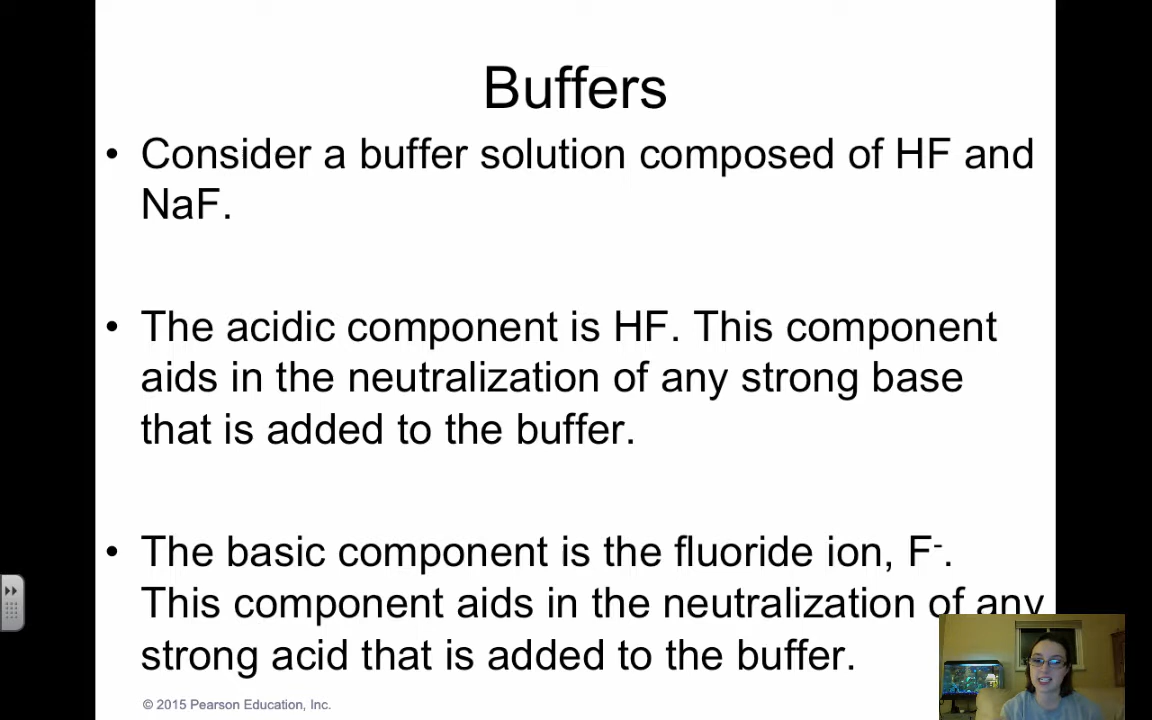 Buffers
• Consider a buffer solution composed of HF and
NaF.
• The acidic component is HF. This component
aids in the neutralization of any strong base
that is added to the buffer.
• The basic component is the fluoride ion, F⁻.
This component aids in the neutralization of any
strong acid that is added to the buffer.
© 2015 Pearson Education, Inc.